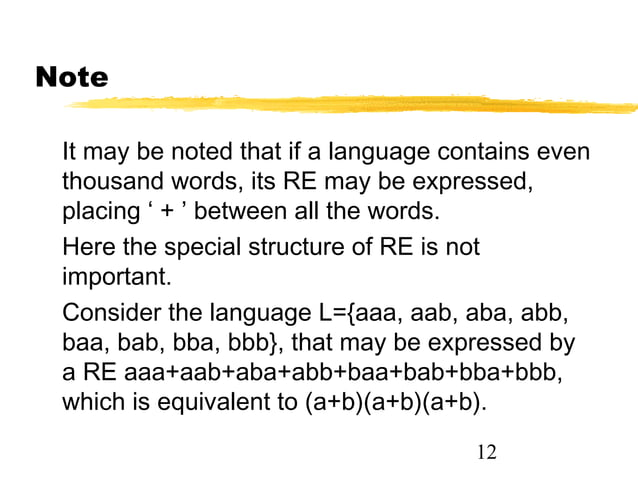 Note
It may be noted that if a language contains even
thousand words, its RE may be expressed,
placing ‘ + ’ between all the words.
Here the special structure of RE is not
important.
Consider the language L={aaa, aab, aba, abb,
baa, bab, bba, bbb}, that may be expressed by
a RE aaa+aab+aba+abb+baa+bab+bba+bbb,
which is equivalent to (a+b)(a+b)(a+b).
12